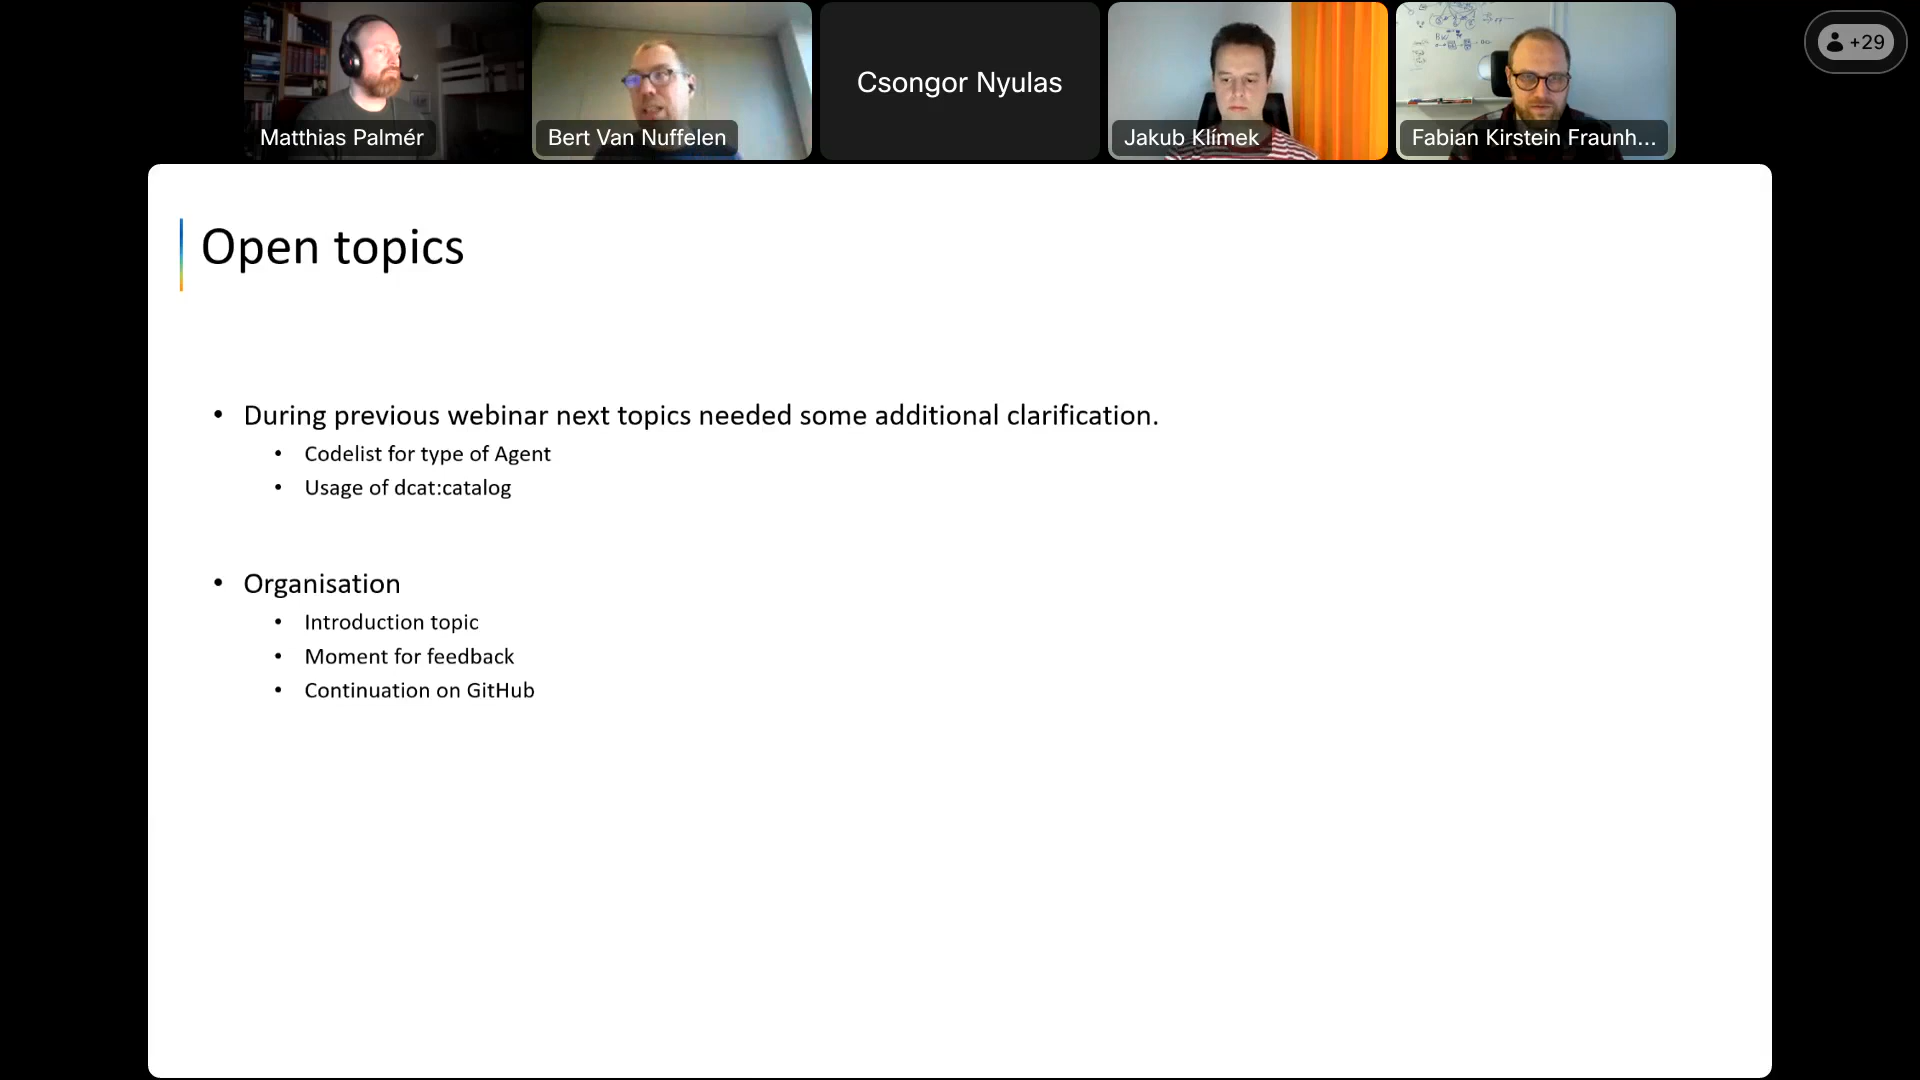 Matthias Palmér
Bert Van Nuffelen
Csongor Nyulas
Jakub Klímek
Fabian Kirstein Fraunh...
+29
Open topics
• During previous webinar next topics needed some additional clarification.
• Codelist for type of Agent
• Usage of dcat:catalog
• Organisation
• Introduction topic
• Moment for feedback
• Continuation on GitHub